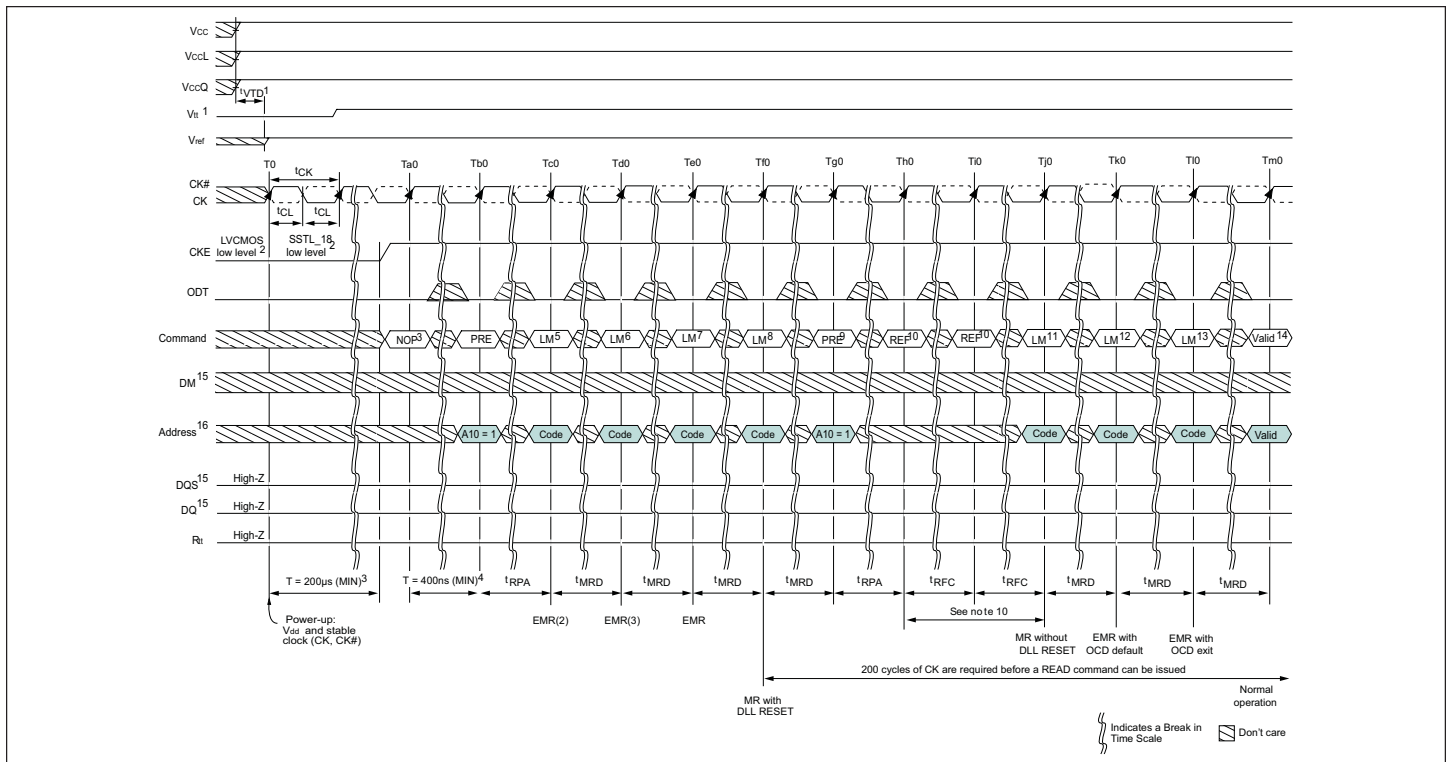 Vcc
VccL
VccQ
tVTD1
Vtt 1
Vref
T0 Ta0 Tb0 Tc0 Td0 Te0 Tf0 Tg0 Th0 Ti0 Tj0 Tk0 Tl0 Tm0
tCK
CK#
CK
tCL tCL
LVCMOS low level 2
SSTL_18 low level 2
CKE
ODT
Command NOP3 PRE LM5 LM6 LM7 LM8 PRE9 REF10 REF10 LM11 LM12 LM13 Valid 14
DM15
Address16 A10 = 1 Code Code Code Code A10 = 1 Code Code Code Valid
DQS15 High-Z
DQ15 High-Z
Rtt High-Z
T = 200µs (MIN)3 T = 400ns (MIN)4 tRPA tMRD tMRD tMRD tMRD tRPA tRFC tRFC tMRD tMRD tMRD
Power-up:
Vdd and stable
clock (CK, CK#)
EMR(2) EMR(3) EMR
See note 10
MR without
DLL RESET
EMR with
OCD default
EMR with
OCD exit
200 cycles of CK are required before a READ command can be issued
MR with
DLL RESET
Normal
operation
Indicates a Break in
Time Scale
Don't care